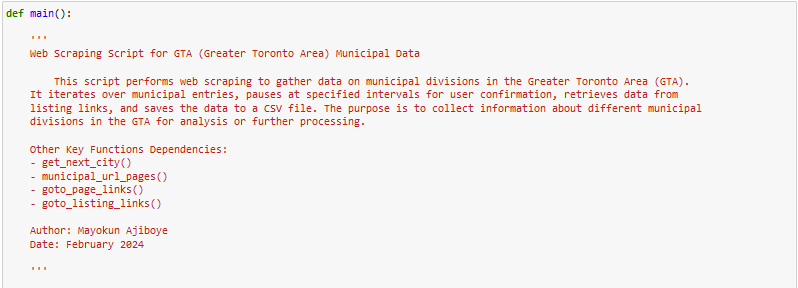 def main():
'''
Web Scraping Script for GTA (Greater Toronto Area) Municipal Data
This script performs web scraping to gather data on municipal divisions in the Greater Toronto Area (GTA).
It iterates over municipal entries, pauses at specified intervals for user confirmation, retrieves data from
listing links, and saves the data to a CSV file. The purpose is to collect information about different municipal
divisions in the GTA for analysis or further processing.
Other Key Functions Dependencies:
- get_next_city()
- municipal_url_pages()
- goto_page_links()
- goto_listing_links()
Author: Mayokun Ajiboye
Date: February 2024
'''